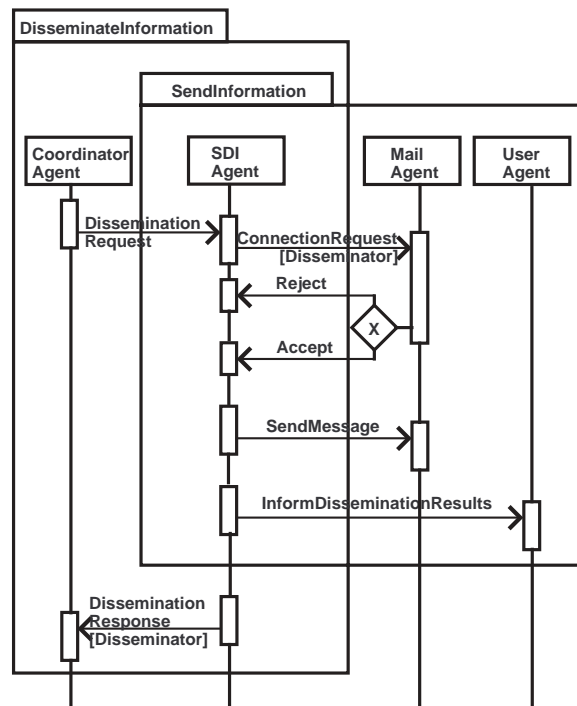 DisseminateInformation
SendInformation
Coordinator
Agent
SDI
Agent
Mail
Agent
User
Agent
Dissemination
Request
ConnectionRequest
[Disseminator]
Reject
X
Accept
SendMessage
InformDisseminationResults
Dissemination
Response
[Disseminator]